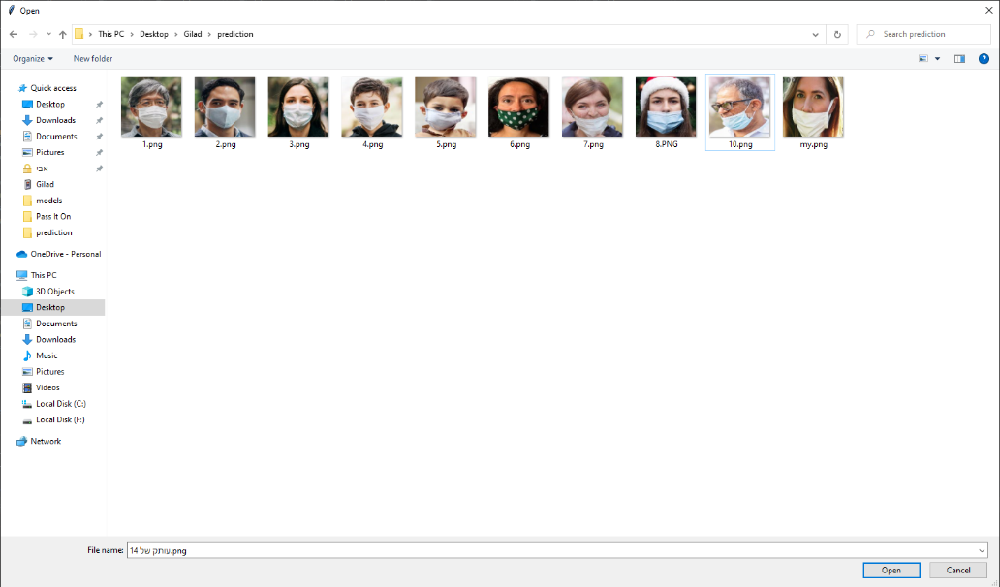 Open
This PC > Desktop > Gilad > prediction
Search prediction
Organize
New folder
Quick access
Desktop
Downloads
Documents
Pictures
אבי
Gilad
models
Pass It On
prediction
OneDrive - Personal
This PC
3D Objects
Desktop
Documents
Downloads
Music
Pictures
Videos
Local Disk (C:)
Local Disk (F:)
Network
1.png
2.png
3.png
4.png
5.png
6.png
7.png
8.PNG
10.png
my.png
File name:
עותק של 14.png
Open
Cancel